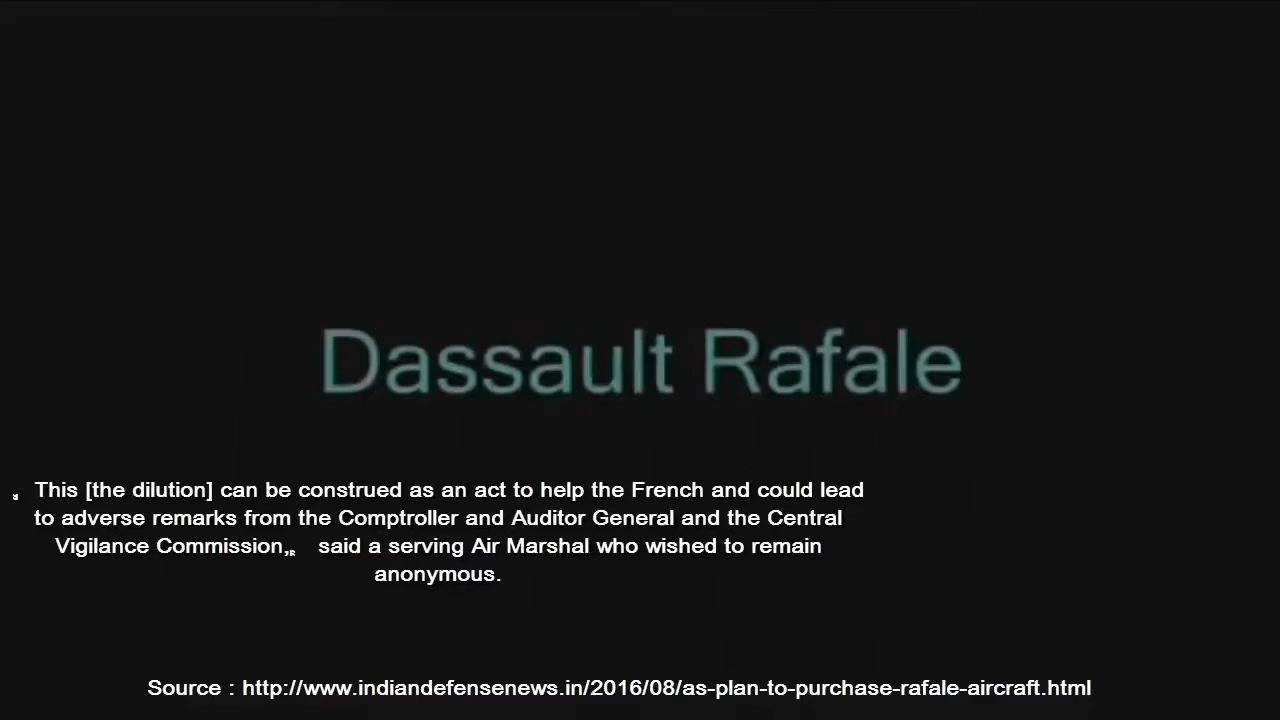 Dassault Rafale
This [the dilution] can be construed as an act to help the French and could lead
to adverse remarks from the Comptroller and Auditor General and the Central
Vigilance Commission, said a serving Air Marshal who wished to remain
anonymous.
Source : http://www.indiandefensenews.in/2016/08/as-plan-to-purchase-rafale-aircraft.html